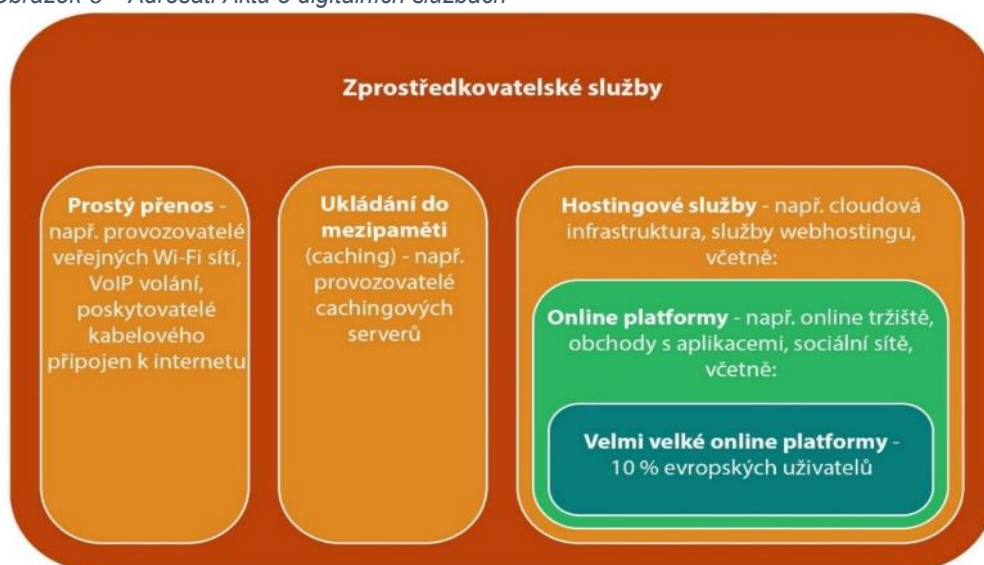 Adresáti Aktu o digitálních službách
Zprostředkovatelské služby
Prostý přenos -
např. provozovatelé
veřejných Wi-Fi sítí,
VoIP volání,
poskytovatelé
kabelového
připojen k internetu
Ukládání do
mezipaměti
(caching) - např.
provozovatelé
cachingových
serverů
Hostingové služby - např. cloudová
infrastruktura, služby webhostingu,
včetně:
Online platformy - např. online tržiště,
obchody s aplikacemi, sociální sítě,
včetně:
Velmi velké online platformy -
10 % evropských uživatelů